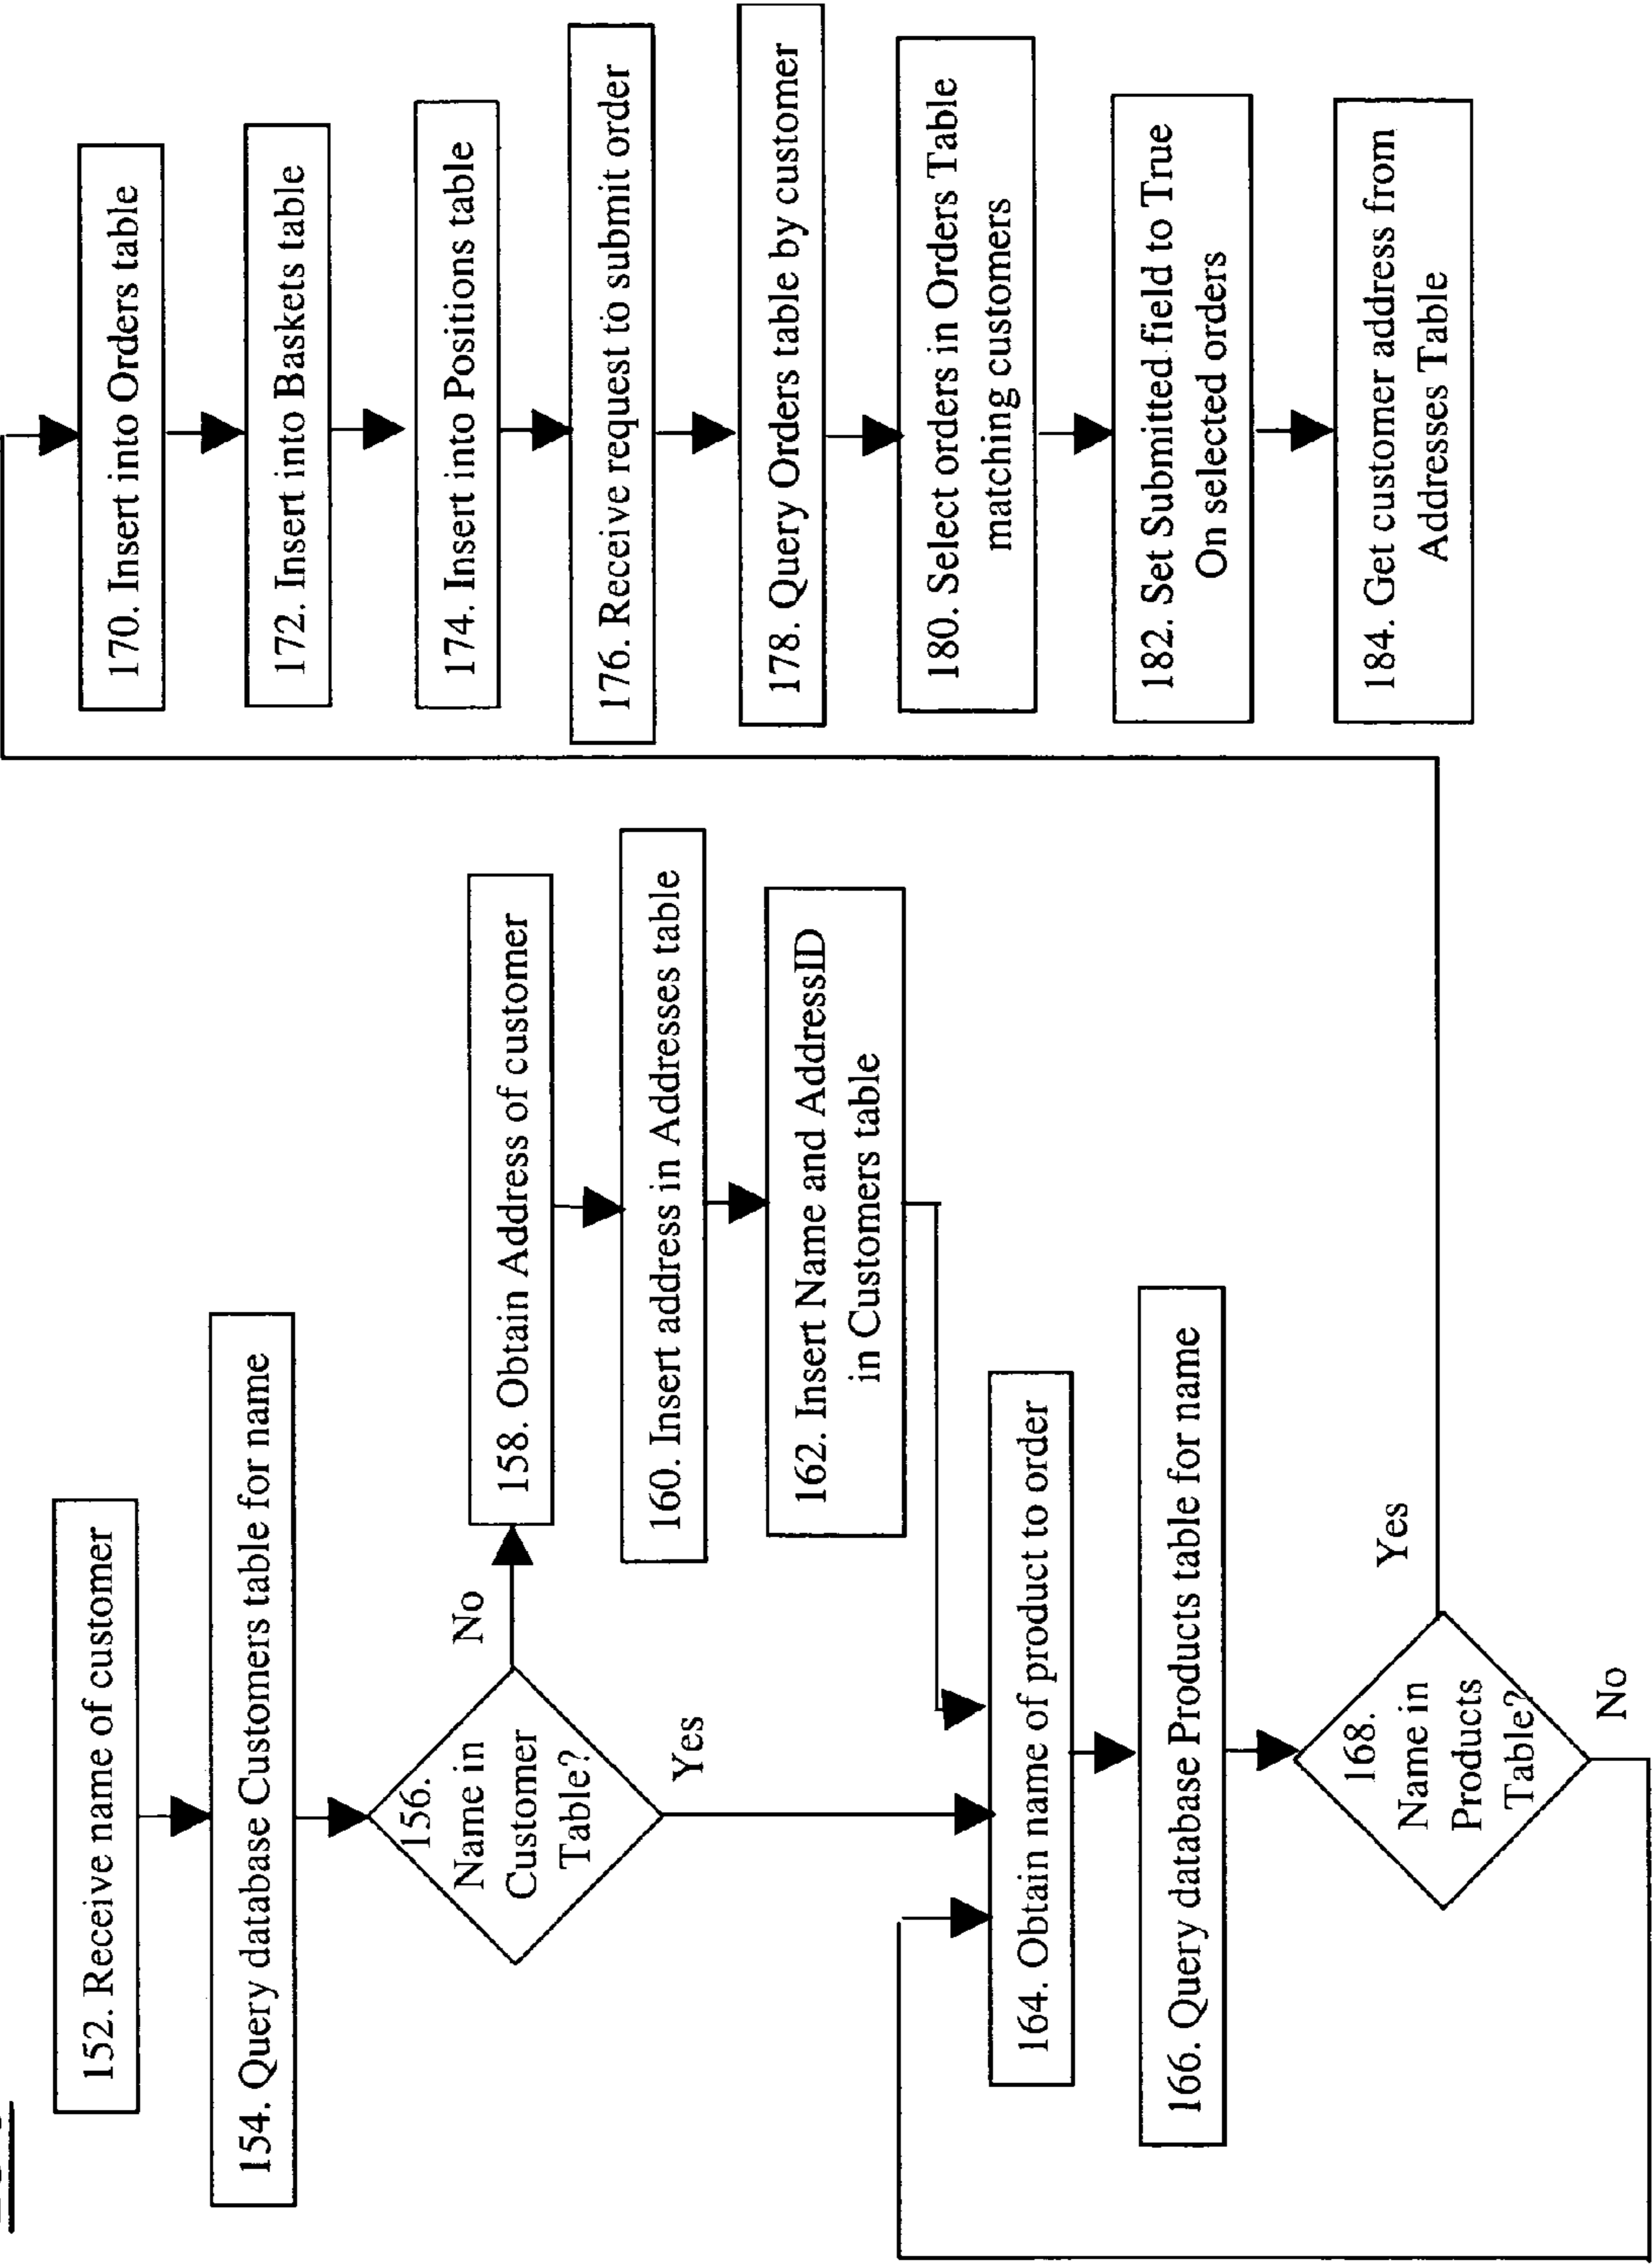 152. Receive name of customer
154. Query database Customers table for name
156.
Name in
Customer
Table?
No
Yes
158. Obtain Address of customer
160. Insert address in Addresses table
162. Insert Name and AddressID
in Customers table
164. Obtain name of product to order
166. Query database Products table for name
168.
Name in
Products
Table?
Yes
No
170. Insert into Orders table
172. Insert into Baskets table
174. Insert into Positions table
176. Receive request to submit order
178. Query Orders table by customer
180. Select orders in Orders Table
matching customers
182. Set Submitted field to True
On selected orders
184. Get customer address from
Addresses Table